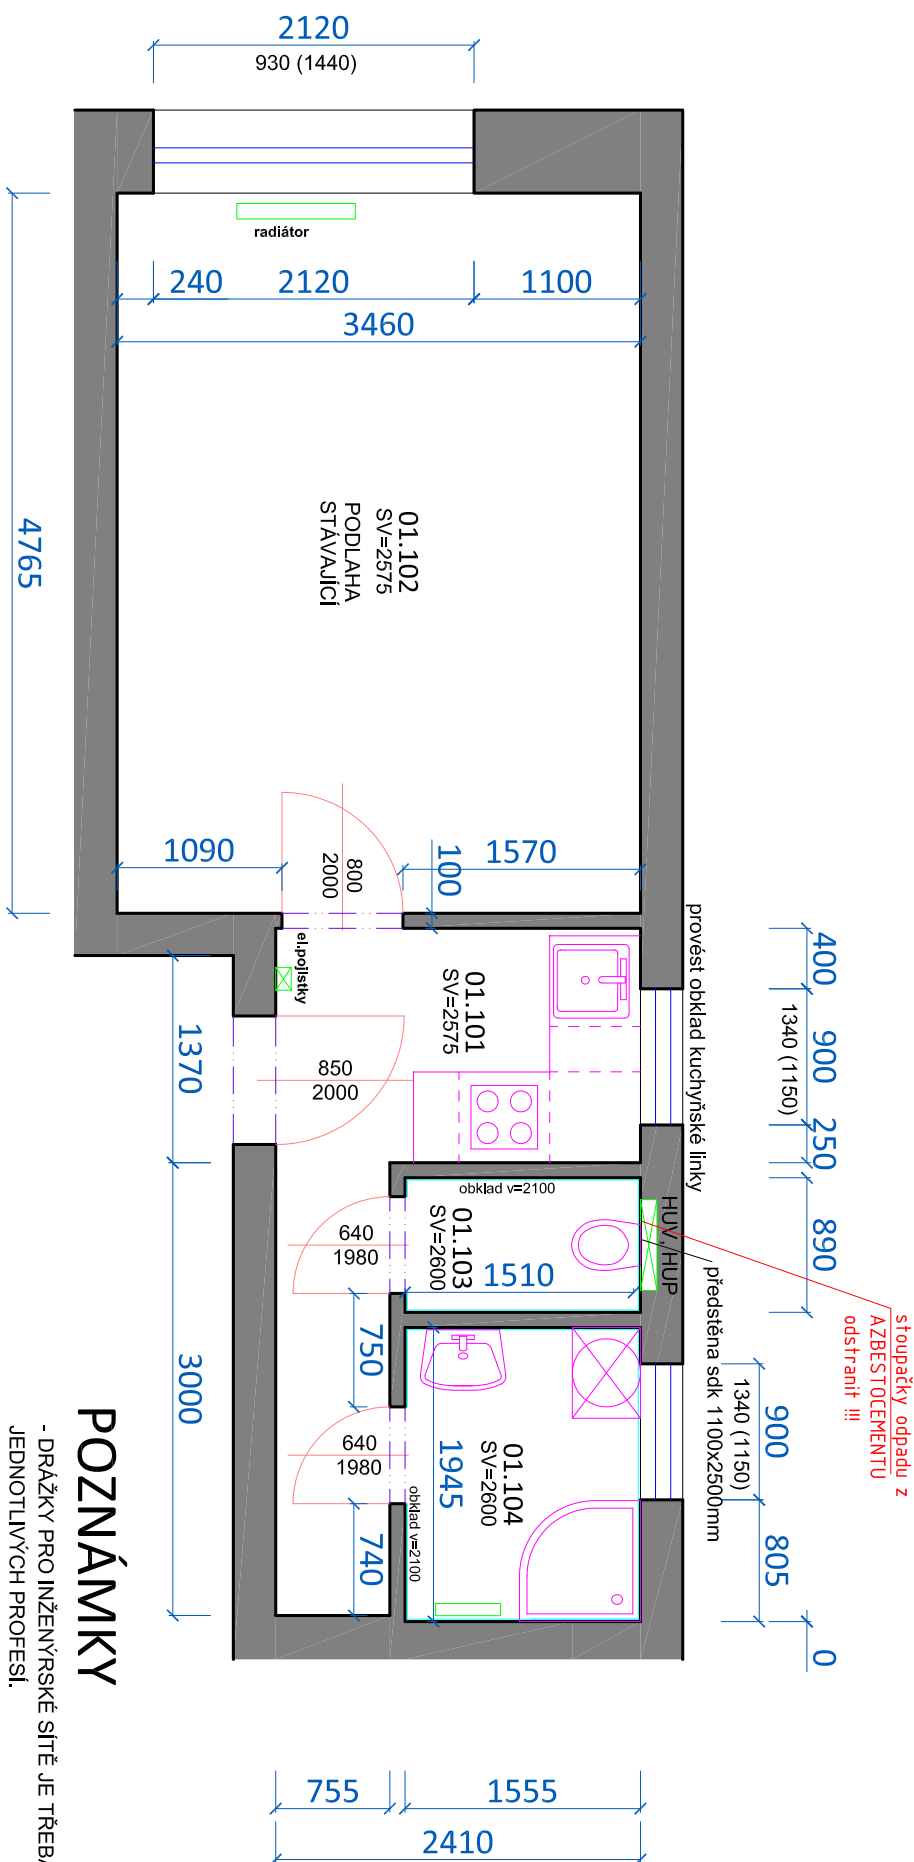 2120
930 (1440)
radiátor
240
2120
1100
3460
4765
01.102
SV=2575
PODLAHA
STÁVAJÍCÍ
1090
800
2000
100
1570
el.pojistky
01.101
SV=2575
850
2000
1370
provést obklad kuchyňské linky
400
900
1340 (1150)
250
890
obklad v=2100
01.103
SV=2600
640
1980
1510
HUV, HUP
předstěna sdk 1100x2500mm
stoupačky odpadu z
AZBESTOCEMENTU
odstranit !!!
750
3000
01.104
SV=2600
640
1980
1945
obklad v=2100
740
900
1340 (1150)
805
0
POZNÁMKY
- DRÁŽKY PRO INŽENÝRSKÉ SÍTĚ JE TŘEBA
JEDNOTLIVÝCH PROFESÍ.
755
1555
2410